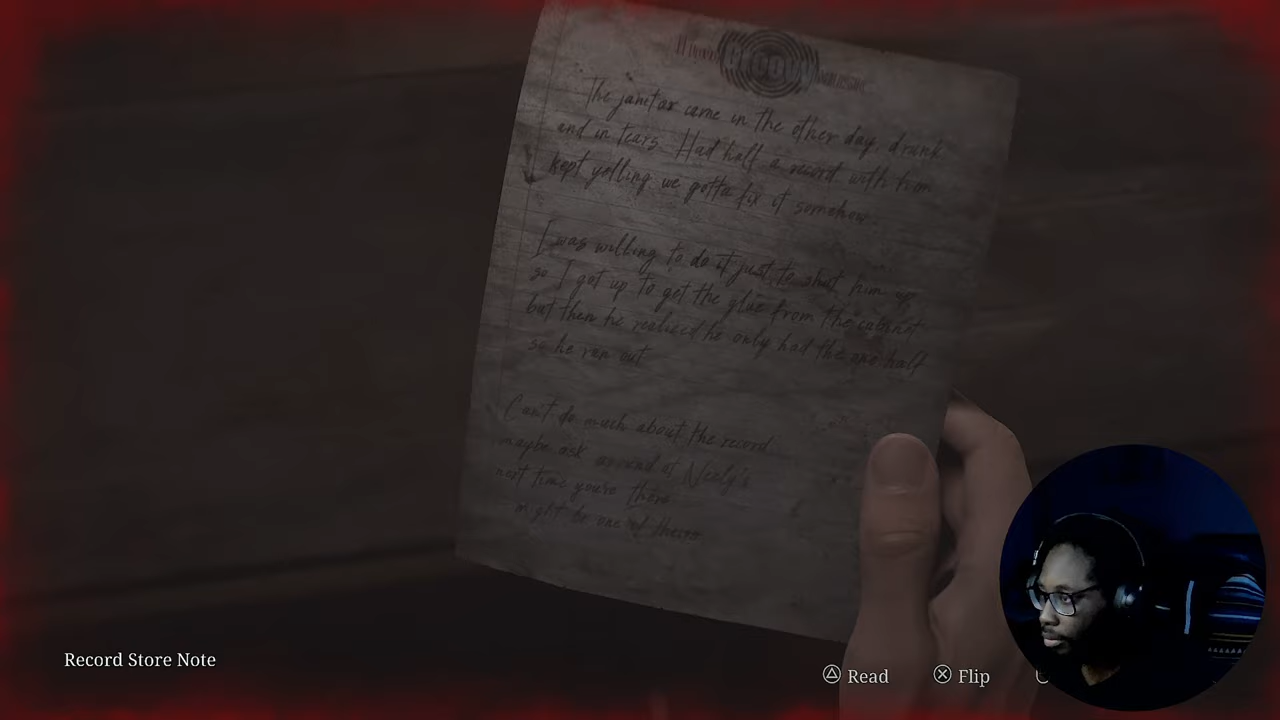 The janitor came in the other day, drunk
and in tears. Had half a record with him
kept yelling we gotta fix it somehow
I was willing to do it just to shut him up
so I got up to get the glue from the cabinet
but then he realized he only had the one half
so he ran out
Can't do much about the record
maybe ask around at Neely's
next time you're there
might be one of theirs
Record Store Note
Read
Flip